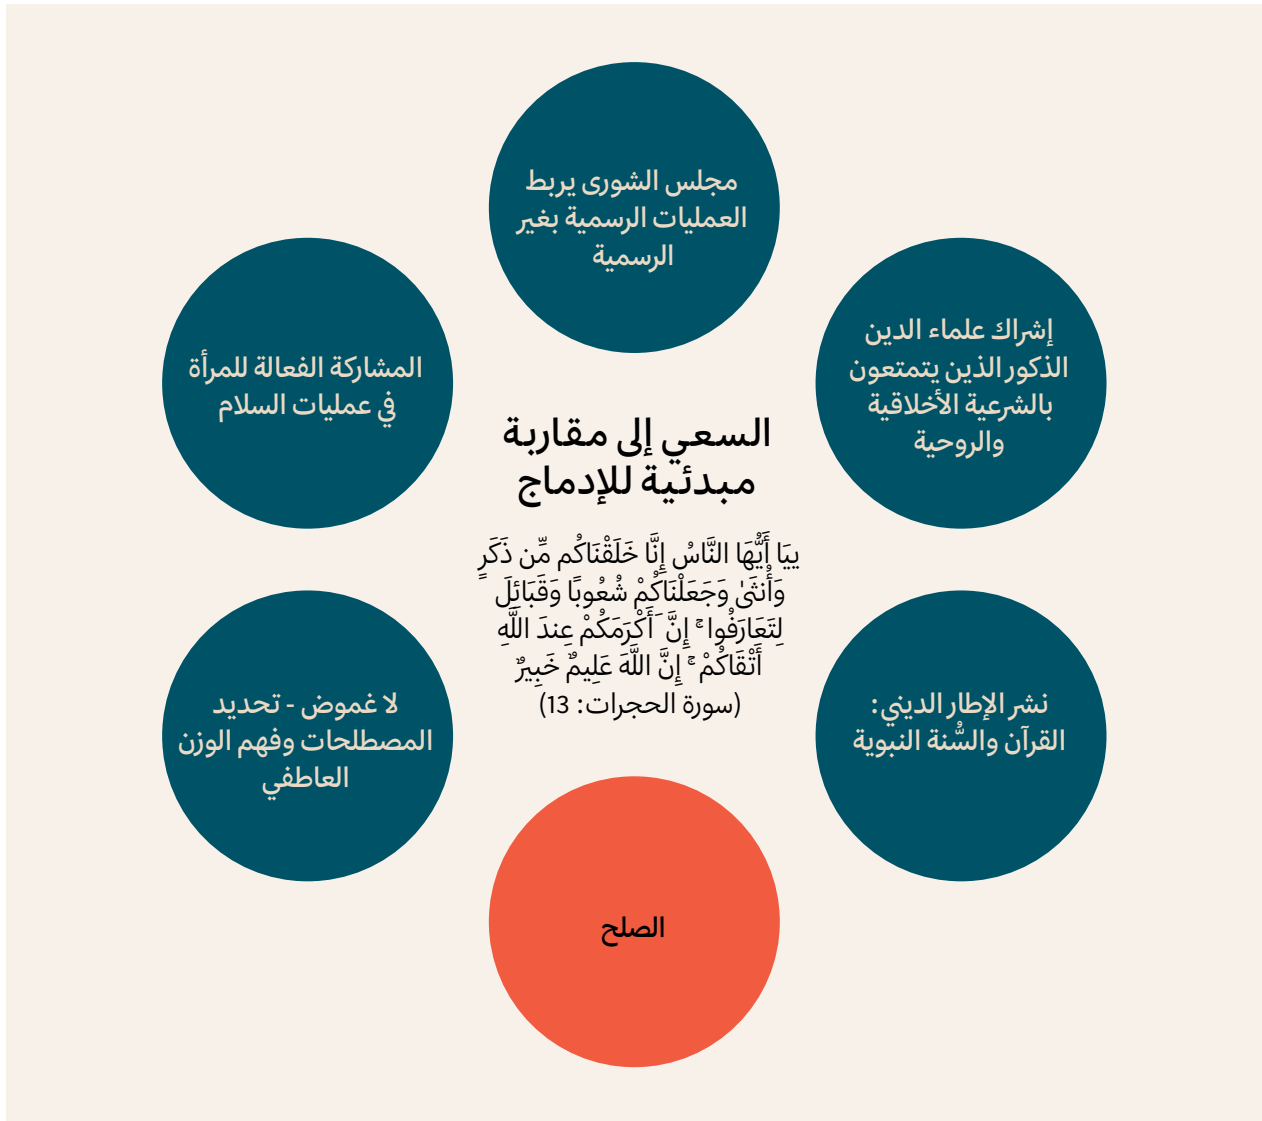 مجلس الشورى يربط
العمليات الرسمية بغير
الرسمية
إشراك علماء الدين
الذكور الذين يتمتعون
بالشرعية الأخلاقية
والروحية
المشاركة الفعالة للمرأة
في عمليات السلام
السعي إلى مقاربة
مبدئية للإدماج
ييَا أَيُّهَا النَّاسُ إِنَّا خَلَقْنَاكُم مِّن ذَكَرٍ
وَأُنثَىٰ وَجَعَلْنَاكُمْ شُعُوبًا وَقَبَائِلَ
لِتَعَارَفُوا ۚ إِنَّ َأَكْرَمَكُمْ عِندَ اللَّهِ
أَتْقَاكُمْ ۚ إِنَّ اللَّهَ عَلِيمٌ خَبِيرٌ
(سورة الحجرات: 13)
نشر الإطار الديني:
القرآن والسُّنة النبوية
لا غموض - تحديد
المصطلحات وفهم الوزن
العاطفي
الصلح